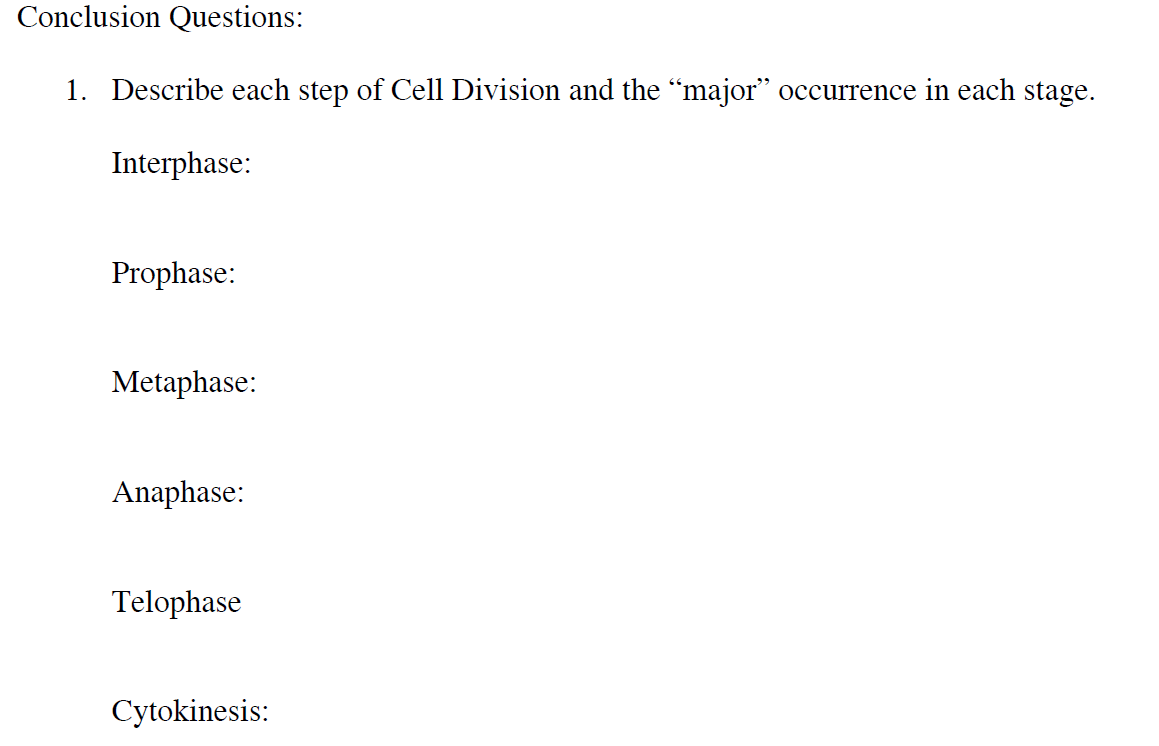 Conclusion Questions:
1. Describe each step of Cell Division and the “major” occurrence in each stage.
Interphase:
Prophase:
Metaphase:
Anaphase:
Telophase
Cytokinesis: